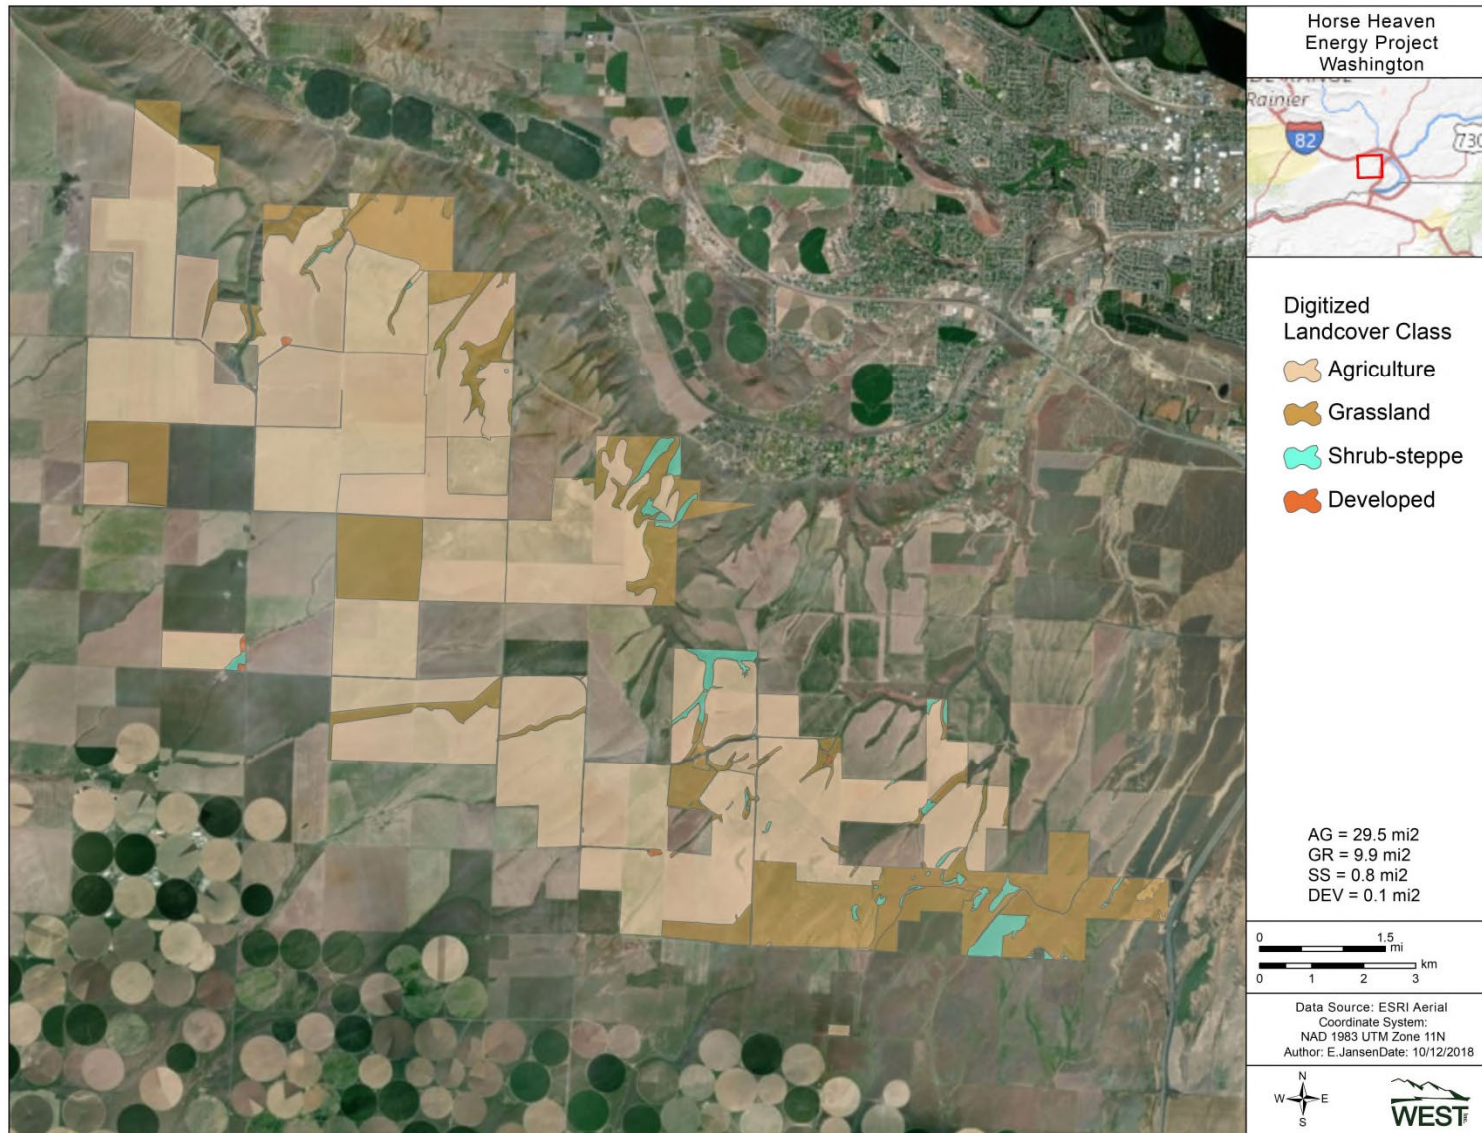 Horse Heaven
Energy Project
Washington
Rainier
82
730
Digitized
Landcover Class
Agriculture
Grassland
Shrub-steppe
Developed
AG = 29.5 mi2
GR = 9.9 mi2
SS = 0.8 mi2
DEV = 0.1 mi2
0 1.5
mi
km
0 1 2 3
Data Source: ESRI Aerial
Coordinate System:
NAD 1983 UTM Zone 11N
Author: E.JansenDate: 10/12/2018
N
W E
S
WEST Inc.